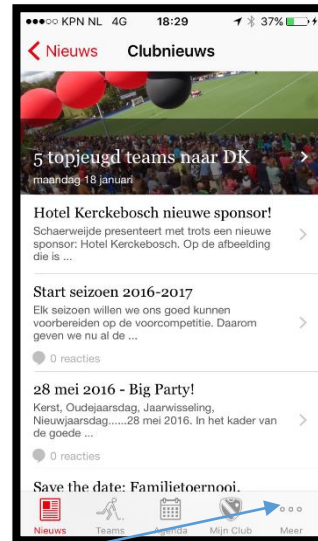 KPN NL 4G 18:29 37%
Nieuws Clubnieuws
5 topjeugd teams naar DK
maandag 18 januari
Hotel Kerckebosch nieuwe sponsor!
Schaerweijde presenteert met trots een nieuwe
sponsor: Hotel Kerckebosch. Op de afbeelding
die is ...
Start seizoen 2016-2017
Elk seizoen willen we ons goed kunnen
voorbereiden op de voorcompetitie. Daarom
geven we nu al de ...
0 reacties
28 mei 2016 - Big Party!
Kerst, Oudejaarsdag, Jaarwisseling,
Nieuwjaarsdag......28 mei 2016. In het kader van
de goede ...
0 reacties
Save the date: Familietoernooi.
Nieuws Teams Agenda Mijn Club Meer